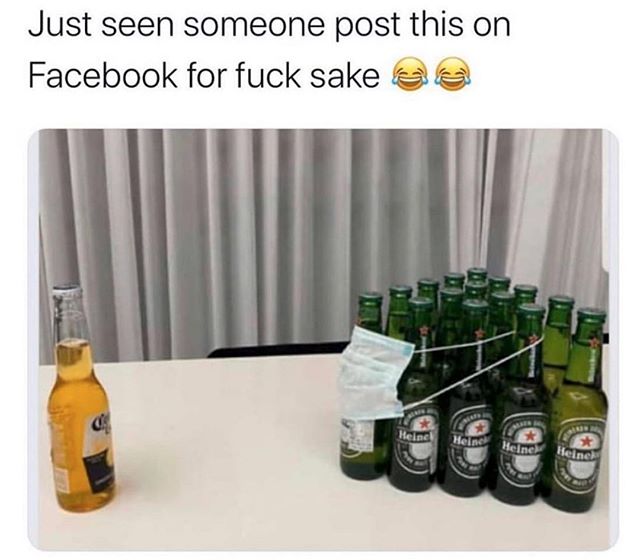 Just seen someone post this on
Facebook for fuck sake 😂😂
Heineken
Heineken
Heineken
Heineken